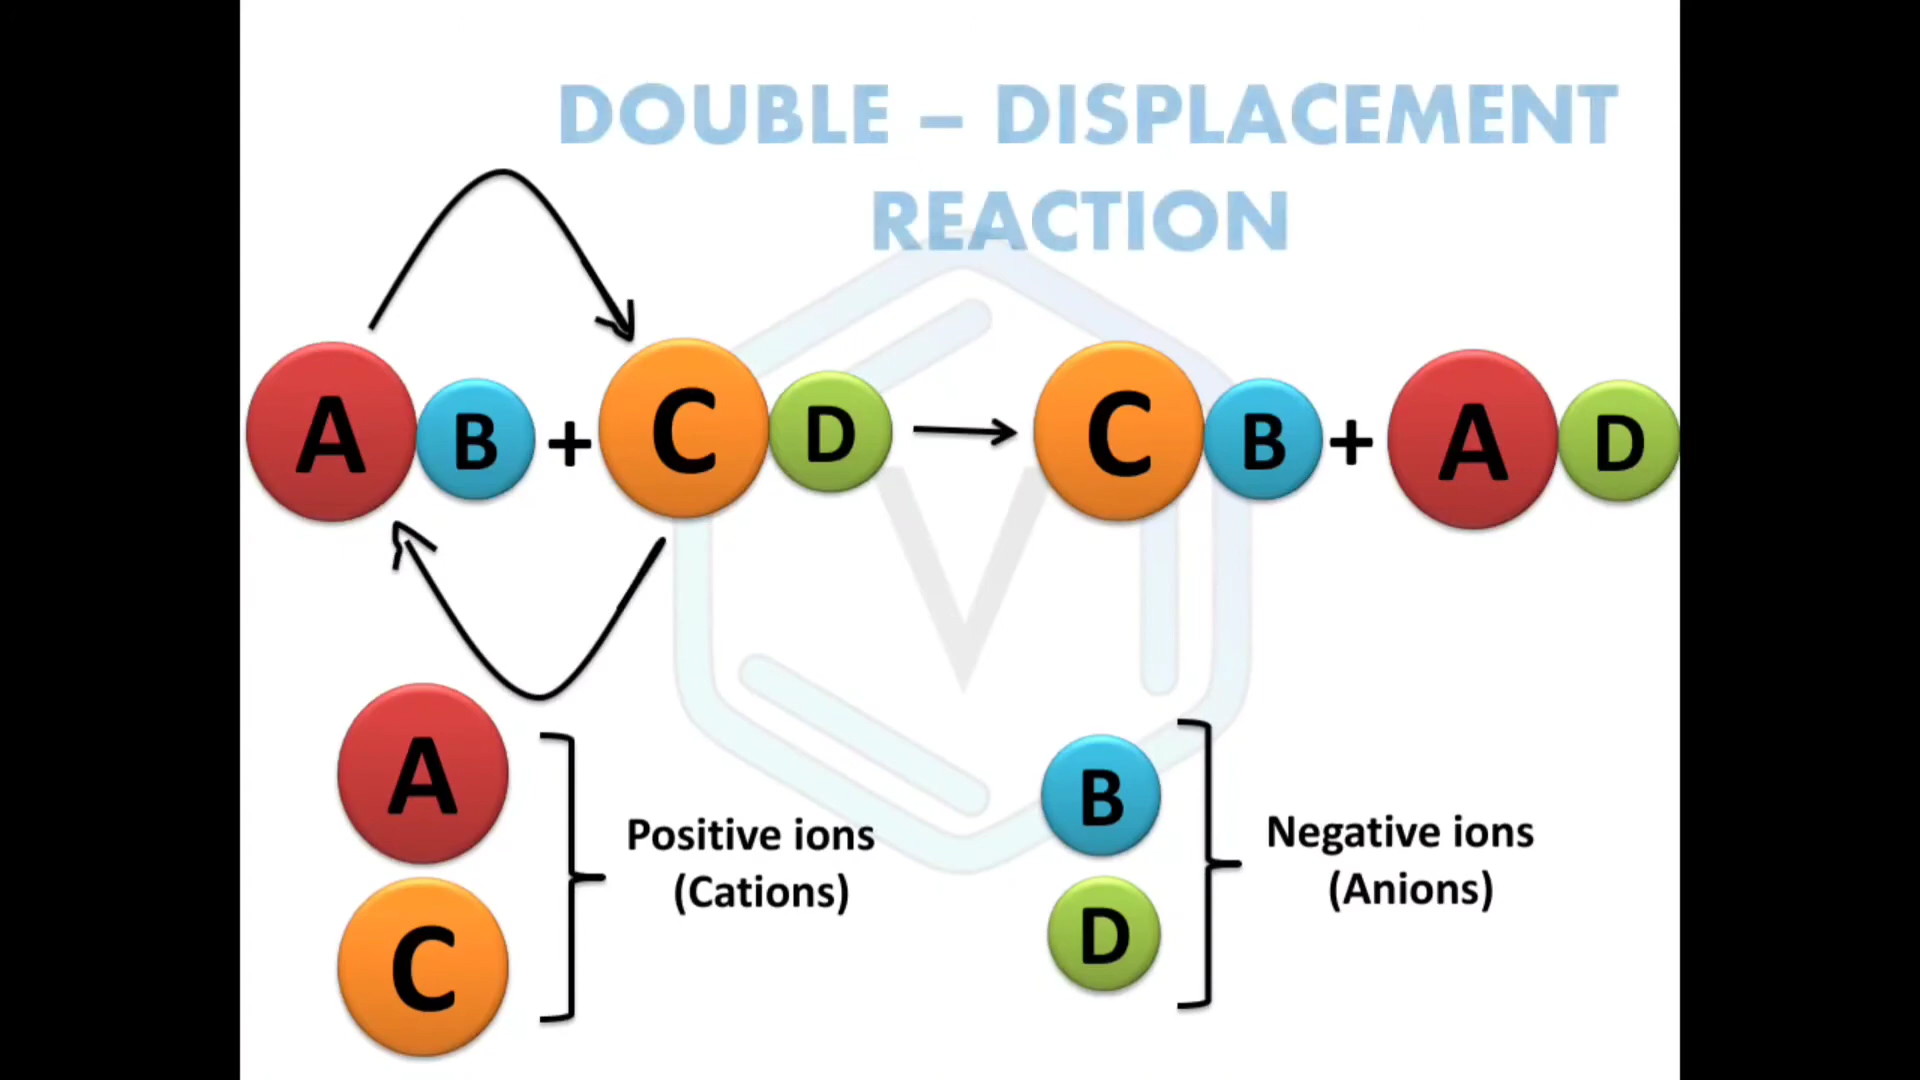 DOUBLE – DISPLACEMENT
REACTION
A B + C D → C B + A D
A
C
Positive ions
(Cations)
B
D
Negative ions
(Anions)
V